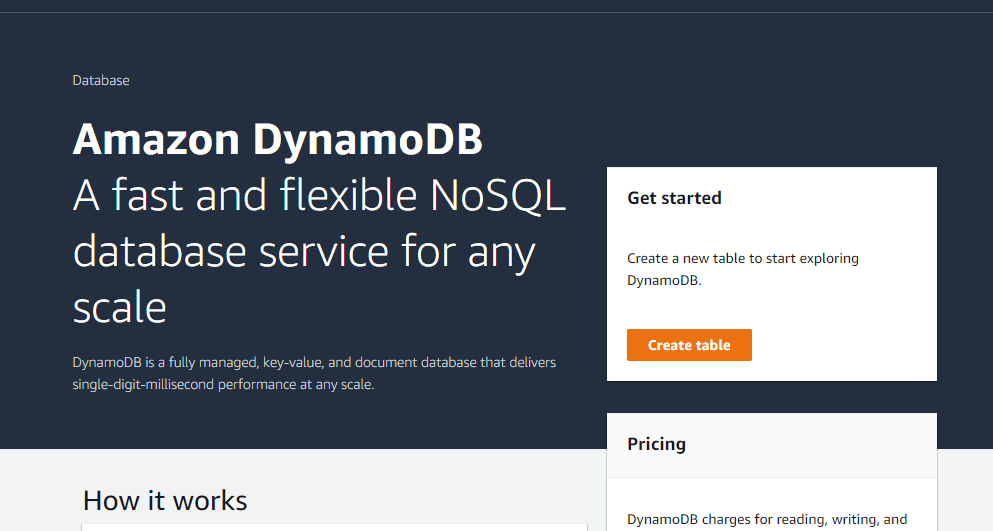 Database
Amazon DynamoDB
A fast and flexible NoSQL
database service for any
scale
DynamoDB is a fully managed, key-value, and document database that delivers
single-digit-millisecond performance at any scale.
Get started
Create a new table to start exploring
DynamoDB.
Create table
Pricing
DynamoDB charges for reading, writing, and
How it works